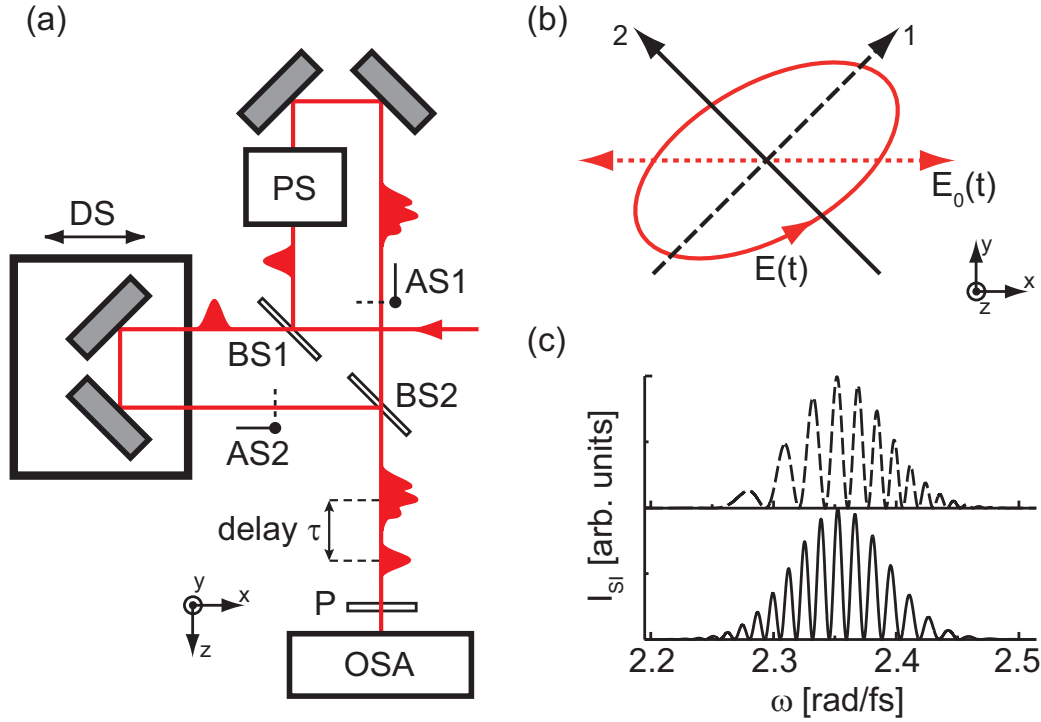 (a)
PS
DS
AS1
BS1
BS2
AS2
delay τ
P
OSA
y
x
z
(b)
2
1
E₀(t)
E(t)
y
z
x
(c)
I_SI [arb. units]
2.2 2.3 2.4 2.5
ω [rad/fs]